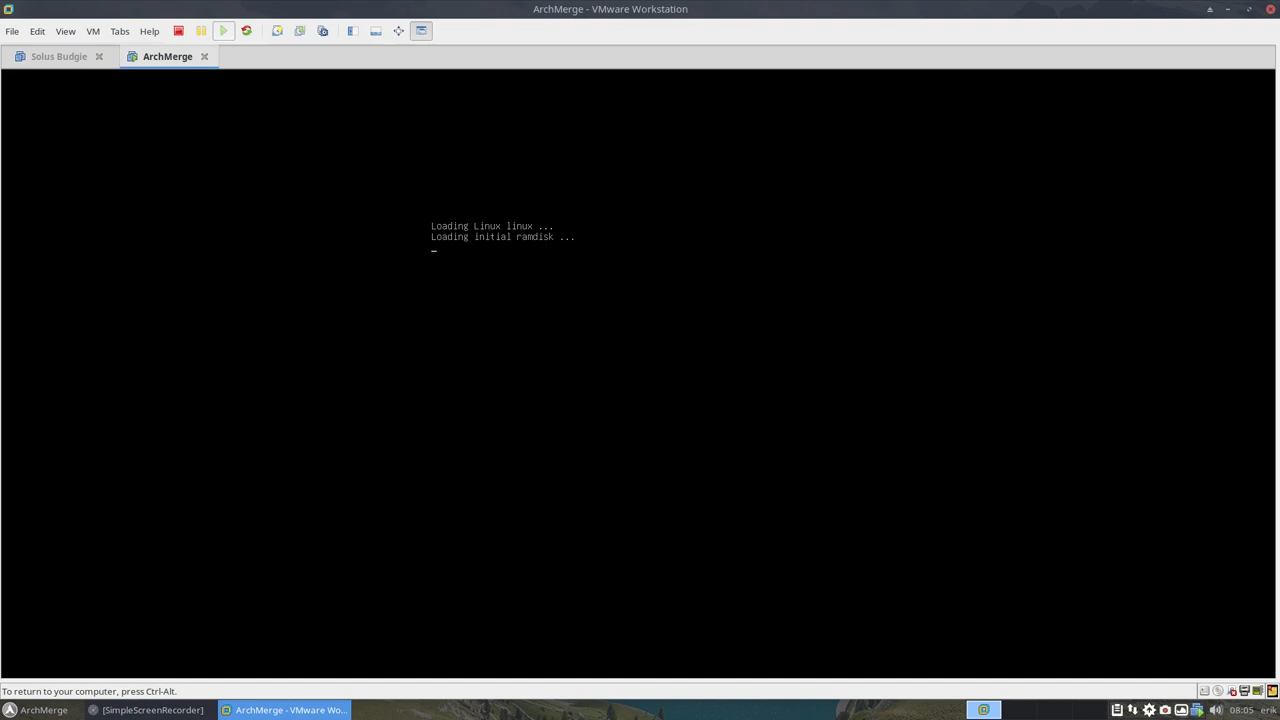 ArchMerge - VMware Workstation
File Edit View VM Tabs Help
Solus Budgie ArchMerge
Loading Linux linux ...
Loading initial ramdisk ...
_
To return to your computer, press Ctrl-Alt.
ArchMerge [SimpleScreenRecorder] ArchMerge - VMware Wo... 08:05 erik